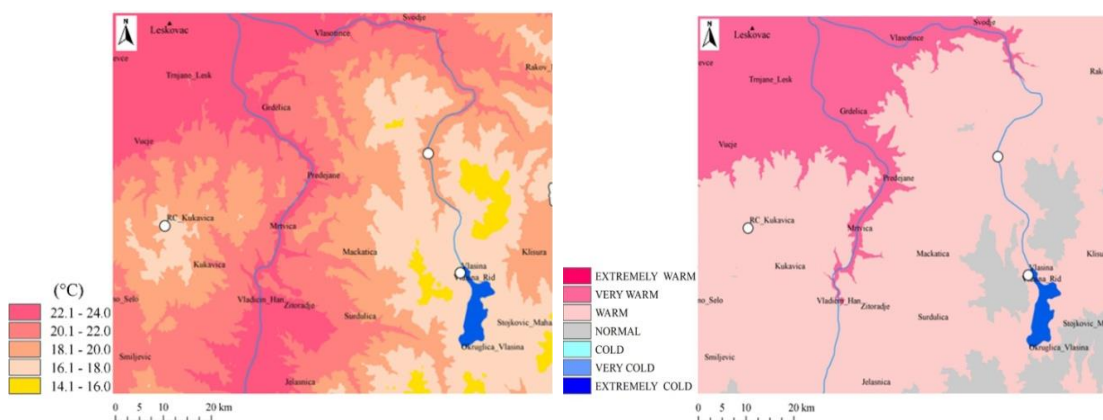 Leskovac
Svodje
Vlasotince
Trnjane_Lesk
Grdelica
Vucje
Predejane
RC_Kukavica
Mrtvica
Kukavica
Mackatica
Klisura
Vlasina
Vladicin_Han
Zitoradje
Surdulica
Stojkovic_Maha
Okruglica_Vlasina
Smiljevic
Jelasnica
(°C)
22.1 - 24.0
20.1 - 22.0
18.1 - 20.0
16.1 - 18.0
14.1 - 16.0
0 5 10 20 km
Leskovac
Svodje
Vlasotince
Trnjane_Lesk
Grdelica
Vucje
Predejane
RC_Kukavica
Mrtvica
Kukavica
Mackatica
Klisura
Vlasina
Vladicin_Han
Zitoradje
Surdulica
Stojkovic_M
Okruglica_Vlasina
Smiljevic
Jelasnica
EXTREMELY WARM
VERY WARM
WARM
NORMAL
COLD
VERY COLD
EXTREMELY COLD
0 5 10 20 km